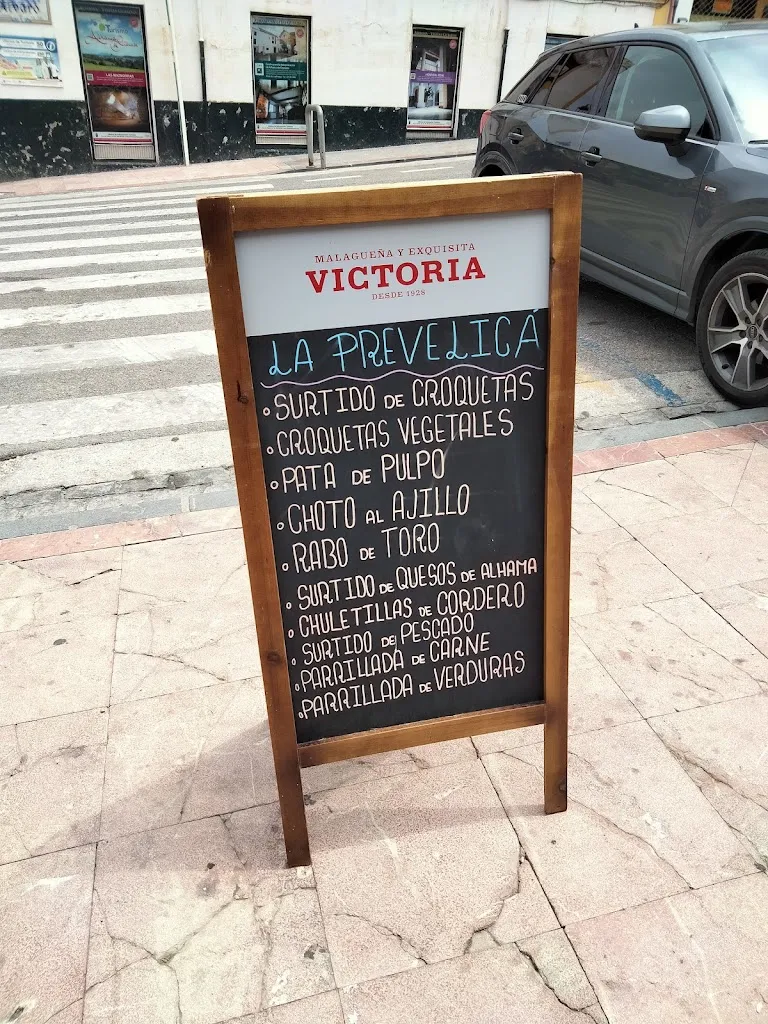 MALAGUEÑA Y EXQUISITA
VICTORIA
DESDE 1928
LA PREVELICÁ
SURTIDO DE CROQUETAS
CROQUETAS VEGETALES
PATA DE PULPO
CHOTO AL AJILLO
RABO DE TORO
SURTIDO DE QUESOS DE ALHAMA
CHULETILLAS DE CORDERO
SURTIDO DE PESCADO
PARRILLADA DE CARNE
PARRILLADA DE VERDURAS